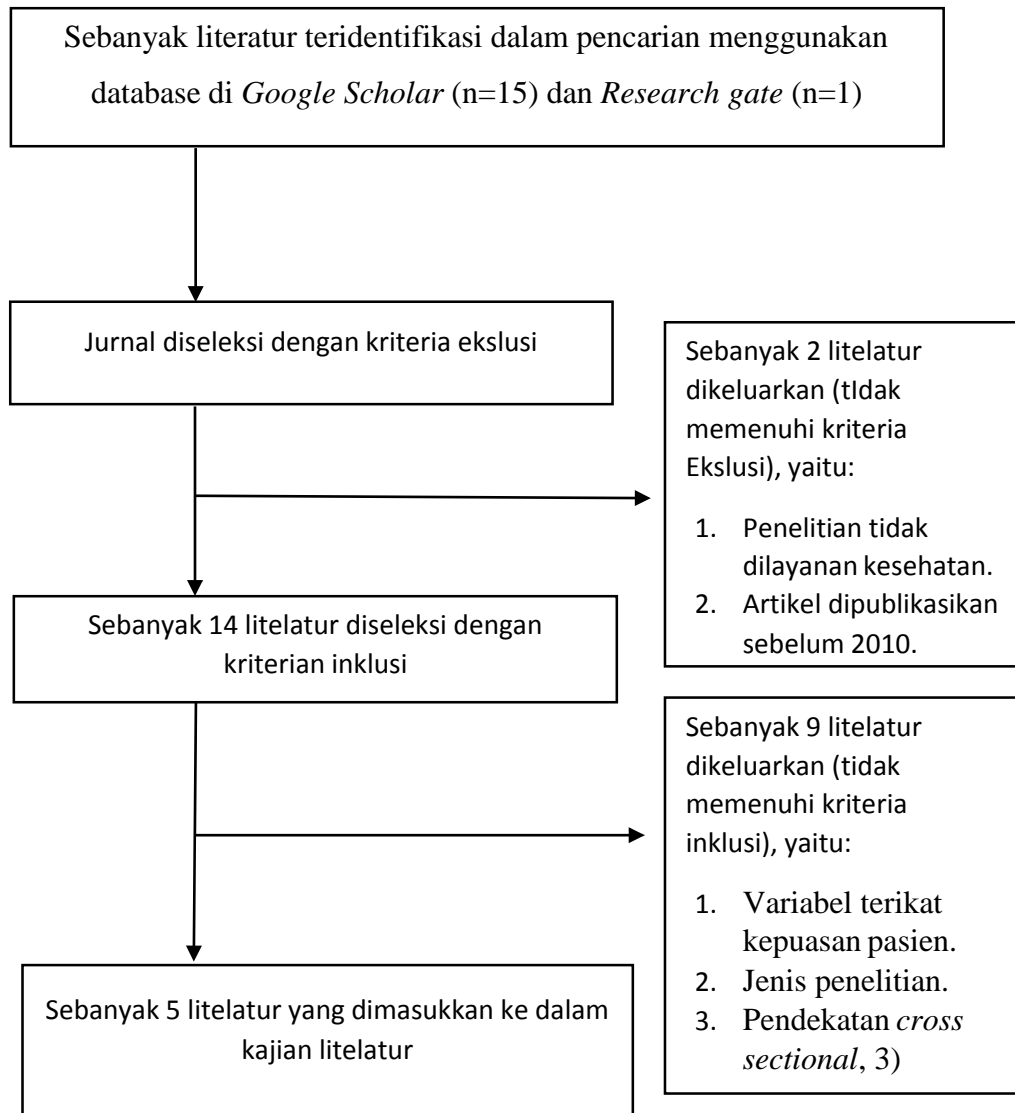 Sebanyak literatur teridentifikasi dalam pencarian menggunakan
database di Google Scholar (n=15) dan Research gate (n=1)
Jurnal diseleksi dengan kriteria ekslusi
Sebanyak 2 litelatur
dikeluarkan (tIdak
memenuhi kriteria
Ekslusi), yaitu:
1. Penelitian tidak
dilayanan kesehatan.
2. Artikel dipublikasikan
sebelum 2010.
Sebanyak 14 litelatur diseleksi dengan
kriterian inklusi
Sebanyak 9 litelatur
dikeluarkan (tidak
memenuhi kriteria
inklusi), yaitu:
1. Variabel terikat
kepuasan pasien.
2. Jenis penelitian.
3. Pendekatan cross
sectional, 3)
Sebanyak 5 litelatur yang dimasukkan ke dalam
kajian litelatur